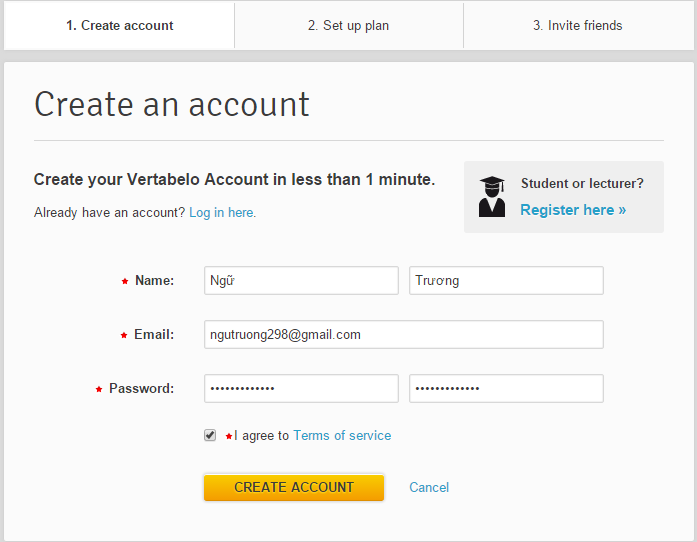 1. Create account
2. Set up plan
3. Invite friends
Create an account
Create your Vertabelo Account in less than 1 minute.
Already have an account? Log in here.
Student or lecturer?
Register here »
* Name: Ngữ Trương
* Email: ngutruong298@gmail.com
* Password: ••••••••••••• •••••••••••••
*I agree to Terms of service
CREATE ACCOUNT Cancel